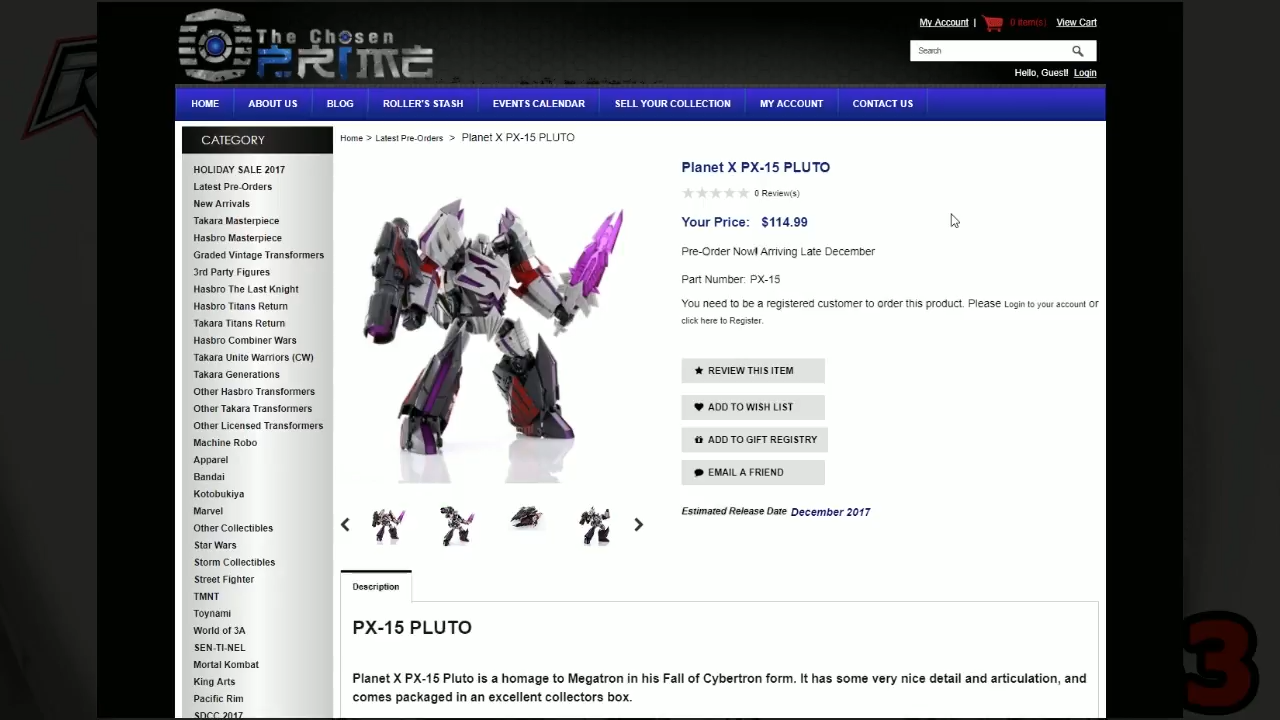 The Chosen
PRIME
My Account | 0 item(s) View Cart
Search
Hello, Guest! Login
HOME ABOUT US BLOG ROLLER'S STASH EVENTS CALENDAR SELL YOUR COLLECTION MY ACCOUNT CONTACT US
CATEGORY
HOLIDAY SALE 2017
Latest Pre-Orders
New Arrivals
Takara Masterpiece
Hasbro Masterpiece
Graded Vintage Transformers
3rd Party Figures
Hasbro The Last Knight
Hasbro Titans Return
Takara Titans Return
Hasbro Combiner Wars
Takara Unite Warriors (CW)
Takara Generations
Other Hasbro Transformers
Other Takara Transformers
Other Licensed Transformers
Machine Robo
Apparel
Bandai
Kotobukiya
Marvel
Other Collectibles
Star Wars
Storm Collectibles
Street Fighter
TMNT
Toynami
World of 3A
SEN-TI-NEL
Mortal Kombat
King Arts
Pacific Rim
SDCC 2017
Home > Latest Pre-Orders > Planet X PX-15 PLUTO
Planet X PX-15 PLUTO
0 Review(s)
Your Price: $114.99
Pre-Order Now! Arriving Late December
Part Number: PX-15
You need to be a registered customer to order this product. Please Login to your account or
click here to Register.
REVIEW THIS ITEM
ADD TO WISH LIST
ADD TO GIFT REGISTRY
EMAIL A FRIEND
Estimated Release Date December 2017
Description
PX-15 PLUTO
Planet X PX-15 Pluto is a homage to Megatron in his Fall of Cybertron form. It has some very nice detail and articulation, and
comes packaged in an excellent collectors box.
3